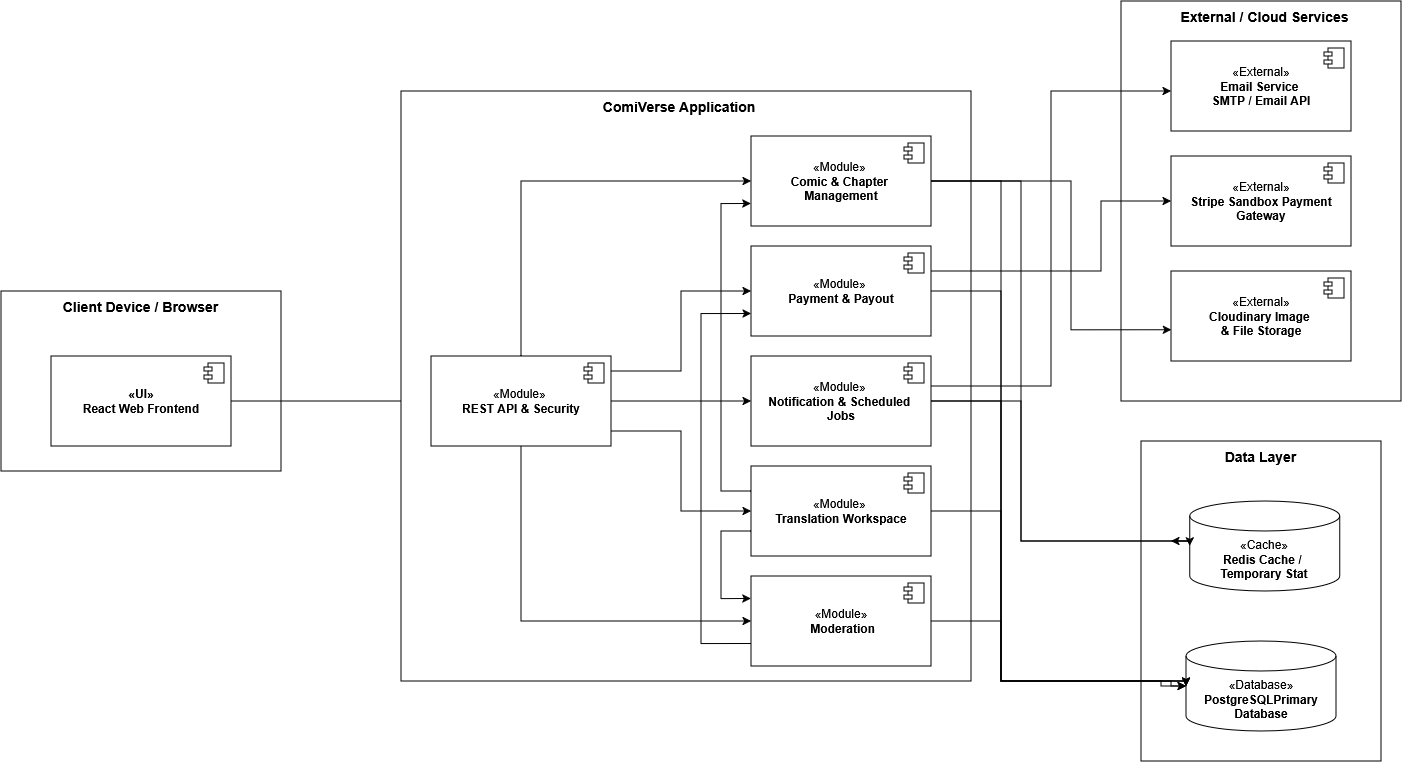 External / Cloud Services
«External»
Email Service
SMTP / Email API
ComiVerse Application
«Module»
Comic & Chapter
Management
«External»
Stripe Sandbox Payment
Gateway
«Module»
Payment & Payout
Client Device / Browser
«External»
Cloudinary Image
& File Storage
«UI»
React Web Frontend
«Module»
REST API & Security
«Module»
Notification & Scheduled
Jobs
Data Layer
«Module»
Translation Workspace
«Cache»
Redis Cache /
Temporary Stat
«Module»
Moderation
«Database»
PostgreSQLPrimary
Database